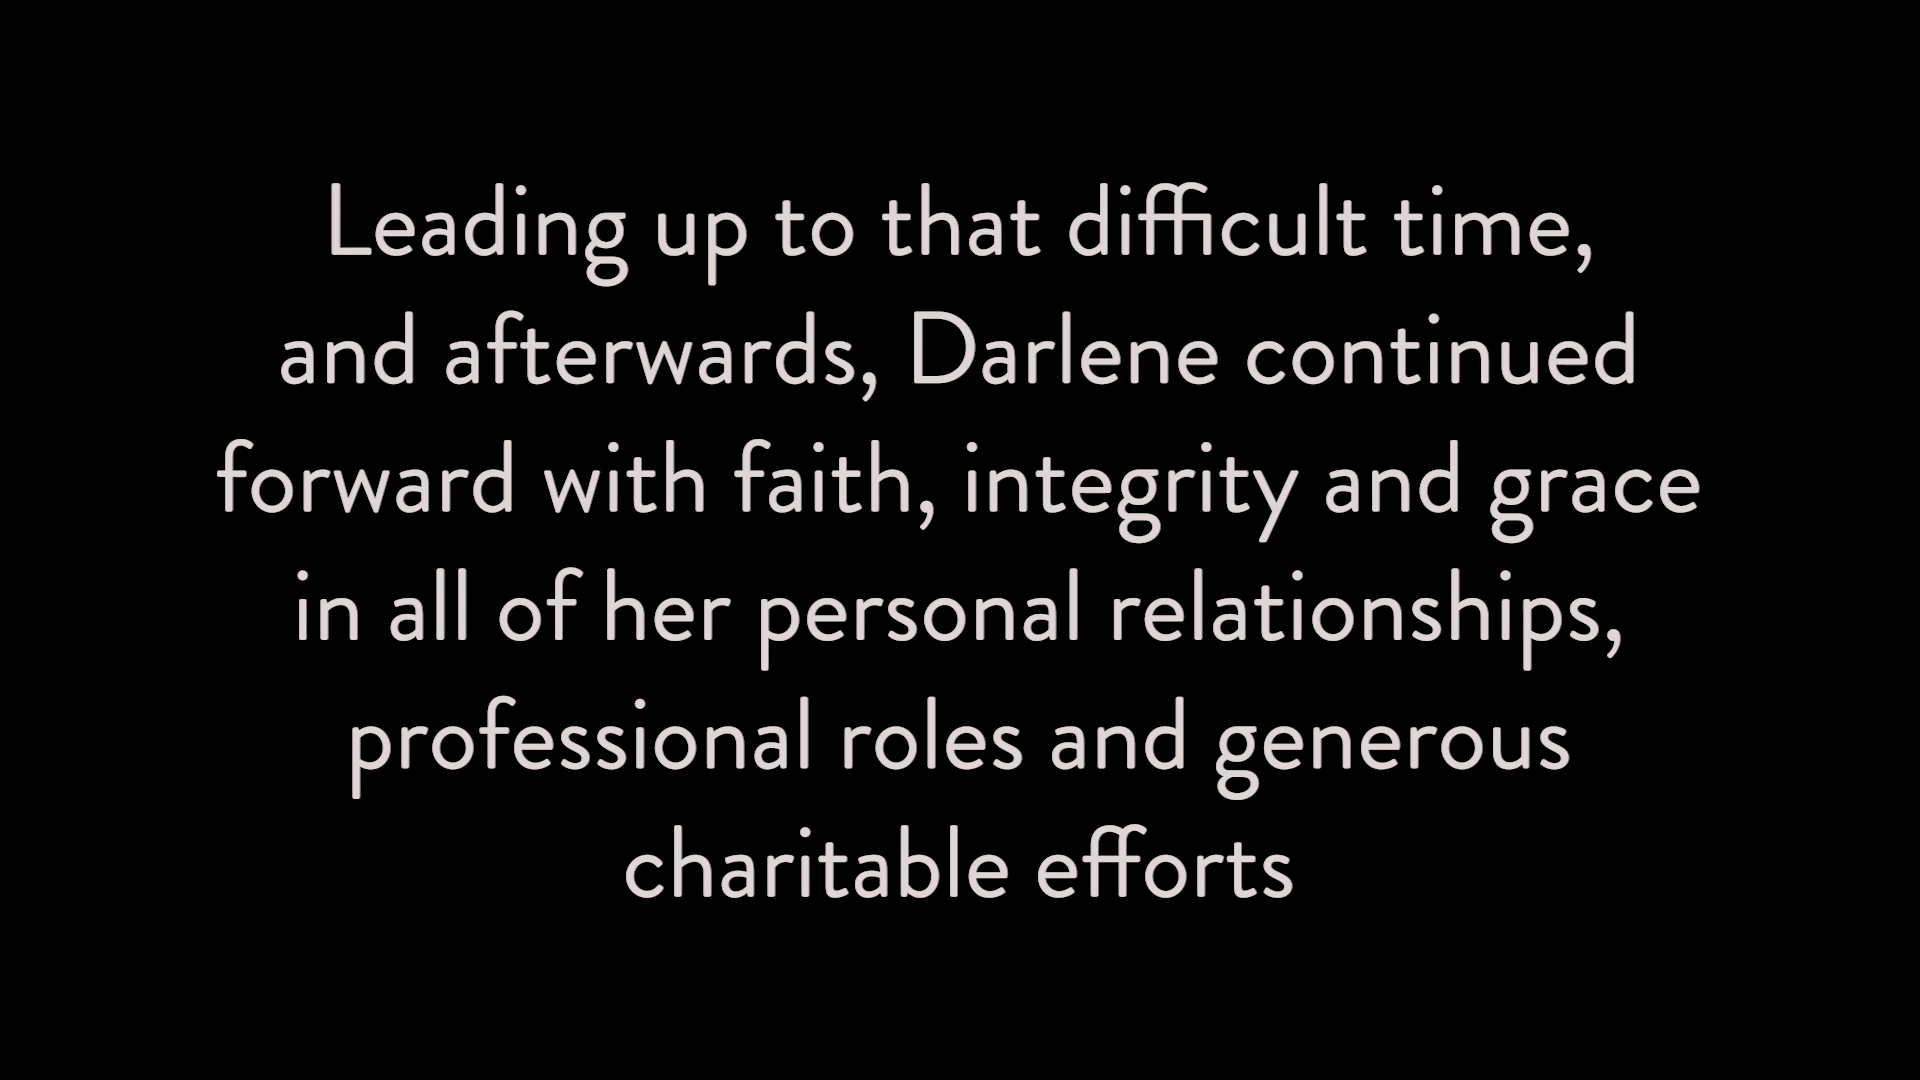 Leading up to that difficult time,
and afterwards, Darlene continued
forward with faith, integrity and grace
in all of her personal relationships,
professional roles and generous
charitable efforts